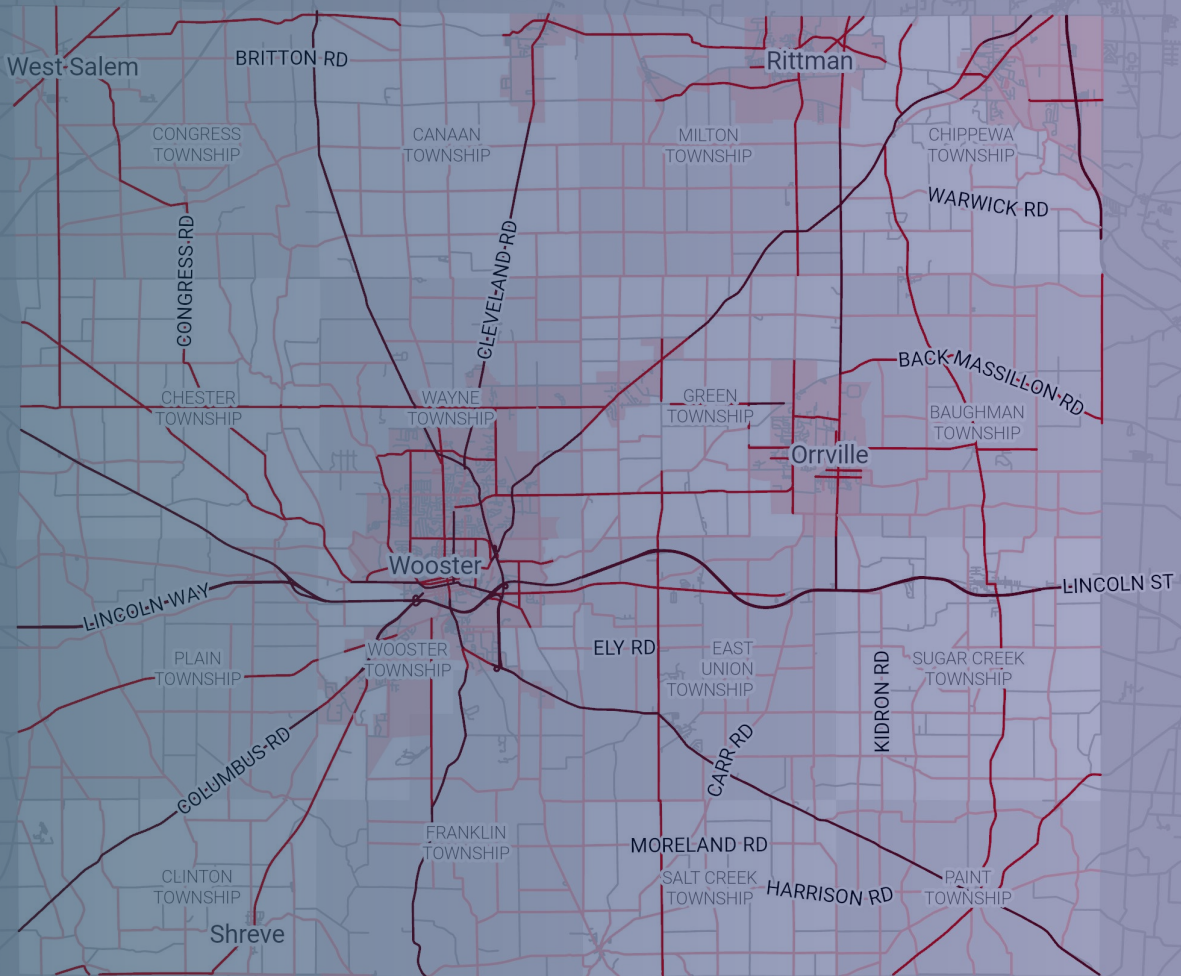 West Salem
BRITTON RD
Rittman
CONGRESS
TOWNSHIP
CANAAN
TOWNSHIP
MILTON
TOWNSHIP
CHIPPEWA
TOWNSHIP
WARWICK RD
CONGRESS RD
CLEVELAND RD
BACK MASSILLON RD
CHESTER
TOWNSHIP
WAYNE
TOWNSHIP
GREEN
TOWNSHIP
BAUGHMAN
TOWNSHIP
Orrville
Wooster
LINCOLN WAY
LINCOLN ST
PLAIN
TOWNSHIP
WOOSTER
TOWNSHIP
ELY RD
EAST
UNION
TOWNSHIP
KIDRON RD
SUGAR CREEK
TOWNSHIP
COLUMBUS RD
CARR RD
FRANKLIN
TOWNSHIP
MORELAND RD
CLINTON
TOWNSHIP
SALT CREEK
TOWNSHIP
HARRISON RD
PAINT
TOWNSHIP
Shreve